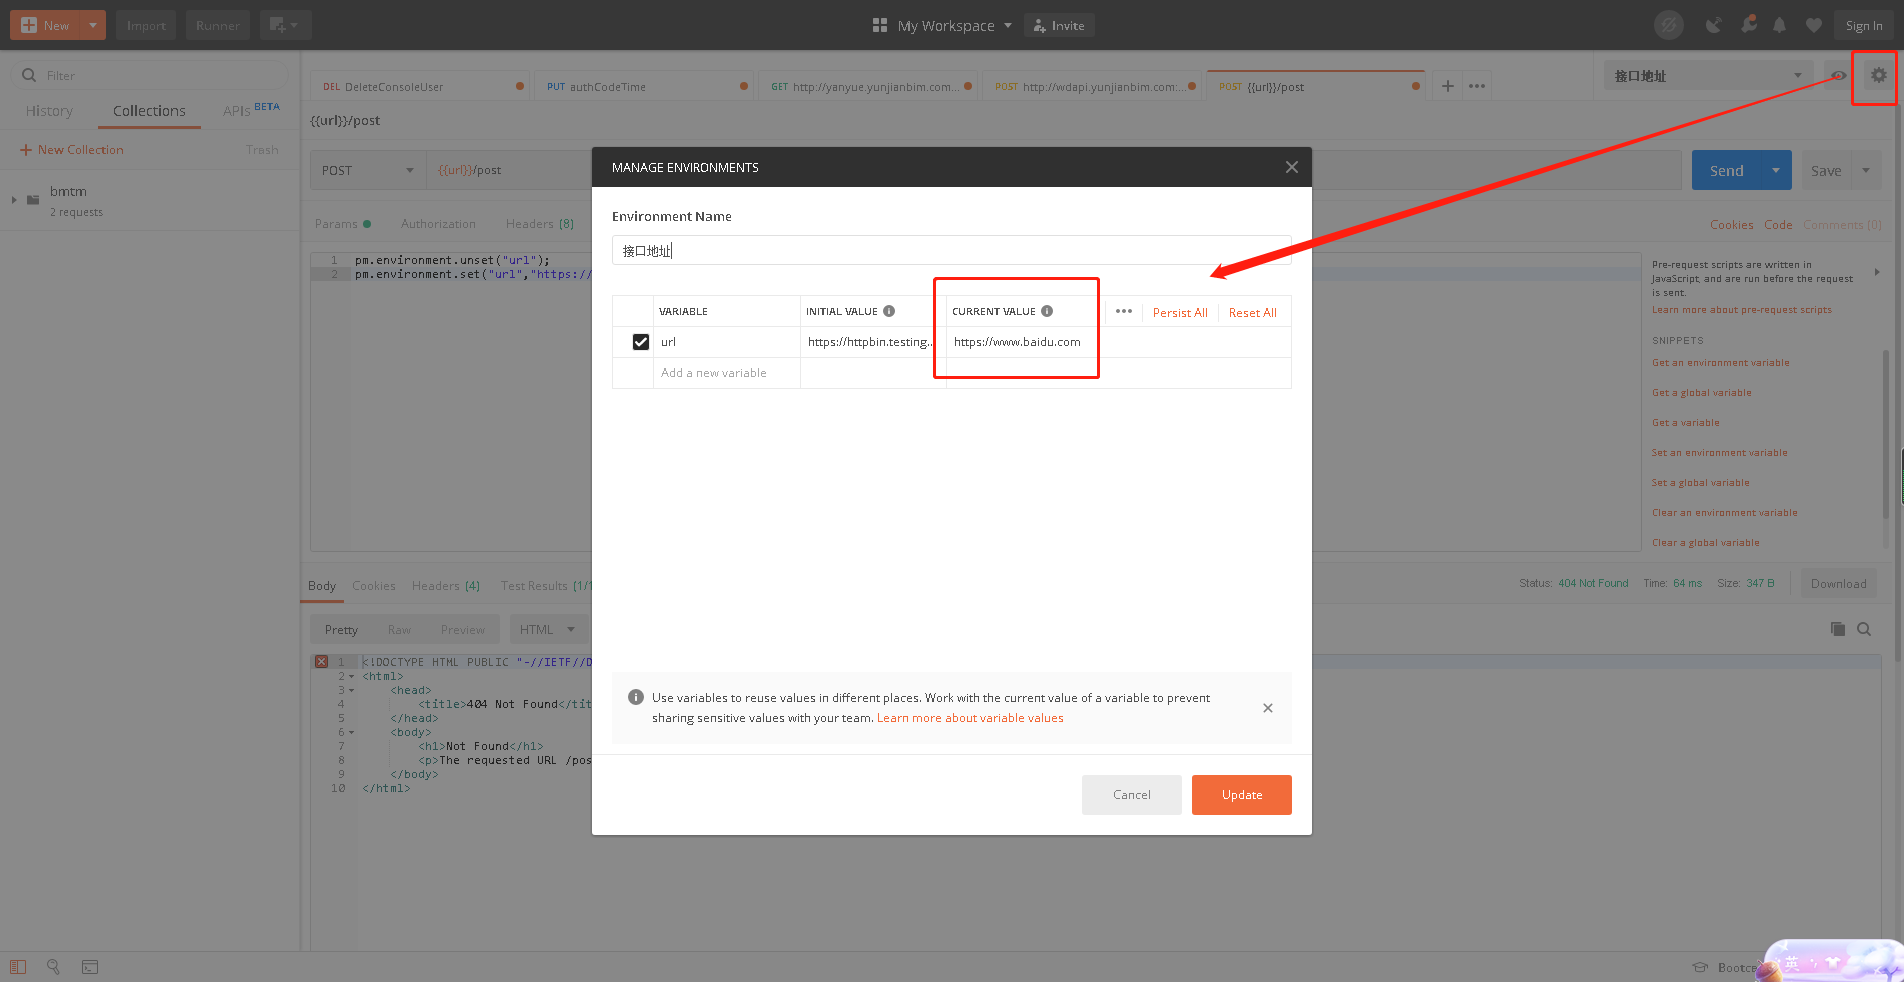 New
Import
Runner
My Workspace
Invite
Sign In
Filter
History
Collections
APIs BETA
New Collection
Trash
bmtm
2 requests
DEL DeleteConsoleUser
PUT authCodeTime
GET http://yanyue.yunjianbim.com...
POST http://wdapi.yunjianbim.com:...
POST {{url}}/post
接口地址
{{url}}/post
POST
{{url}}/post
Send
Save
Params
Authorization
Headers (8)
Cookies
Code
Comments (0)
1 pm.environment.unset("url");
2 pm.environment.set("url","https://
Pre-request scripts are written in
JavaScript, and are run before the request
is sent.
Learn more about pre-request scripts
SNIPPETS
Get an environment variable
Get a global variable
Get a variable
Set an environment variable
Set a global variable
Clear an environment variable
Clear a global variable
MANAGE ENVIRONMENTS
Environment Name
接口地址
VARIABLE
INITIAL VALUE
CURRENT VALUE
Persist All
Reset All
url
https://httpbin.testing...
https://www.baidu.com
Add a new variable
Use variables to reuse values in different places. Work with the current value of a variable to prevent
sharing sensitive values with your team. Learn more about variable values
Cancel
Update
Body
Cookies
Headers (4)
Test Results (1/1
Status: 404 Not Found
Time: 64 ms
Size: 347 B
Download
Pretty
Raw
Preview
HTML
1 <!DOCTYPE HTML PUBLIC "-//IETF//D
2 <html>
3 <head>
4 <title>404 Not Found</tit
5 </head>
6 <body>
7 <h1>Not Found</h1>
8 <p>The requested URL /pos
9 </body>
10 </html>
Bootc
英